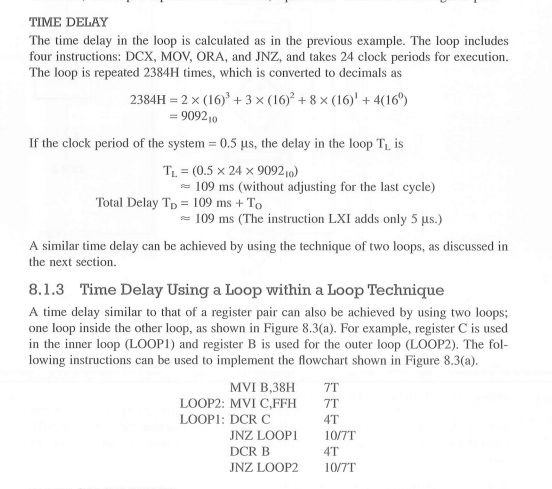 TIME DELAY
The time delay in the loop is calculated as in the previous example. The loop includes
four instructions: DCX, MOV, ORA, and JNZ, and takes 24 clock periods for execution.
The loop is repeated 2384H times, which is converted to decimals as
2384H = 2 × (16)³ + 3 × (16)² + 8 × (16)¹ + 4(16⁰)
= 9092₁₀
If the clock period of the system = 0.5 μs, the delay in the loop T_L is
T_L = (0.5 × 24 × 9092₁₀)
≈ 109 ms (without adjusting for the last cycle)
Total Delay T_D = 109 ms + T_O
≈ 109 ms (The instruction LXI adds only 5 μs.)
A similar time delay can be achieved by using the technique of two loops, as discussed in
the next section.
8.1.3 Time Delay Using a Loop within a Loop Technique
A time delay similar to that of a register pair can also be achieved by using two loops;
one loop inside the other loop, as shown in Figure 8.3(a). For example, register C is used
in the inner loop (LOOP1) and register B is used for the outer loop (LOOP2). The fol-
lowing instructions can be used to implement the flowchart shown in Figure 8.3(a).
MVI B,38H 7T
LOOP2: MVI C,FFH 7T
LOOP1: DCR C 4T
JNZ LOOP1 10/7T
DCR B 4T
JNZ LOOP2 10/7T